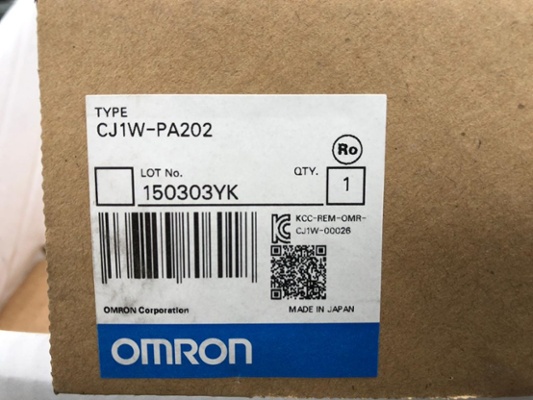 TYPE
CJ1W-PA202
Ro
LOT No.
QTY.
150303YK
1
KCC-REM-OMR-
CJ1W-00026
OMRON Corporation
MADE IN JAPAN
OMRON